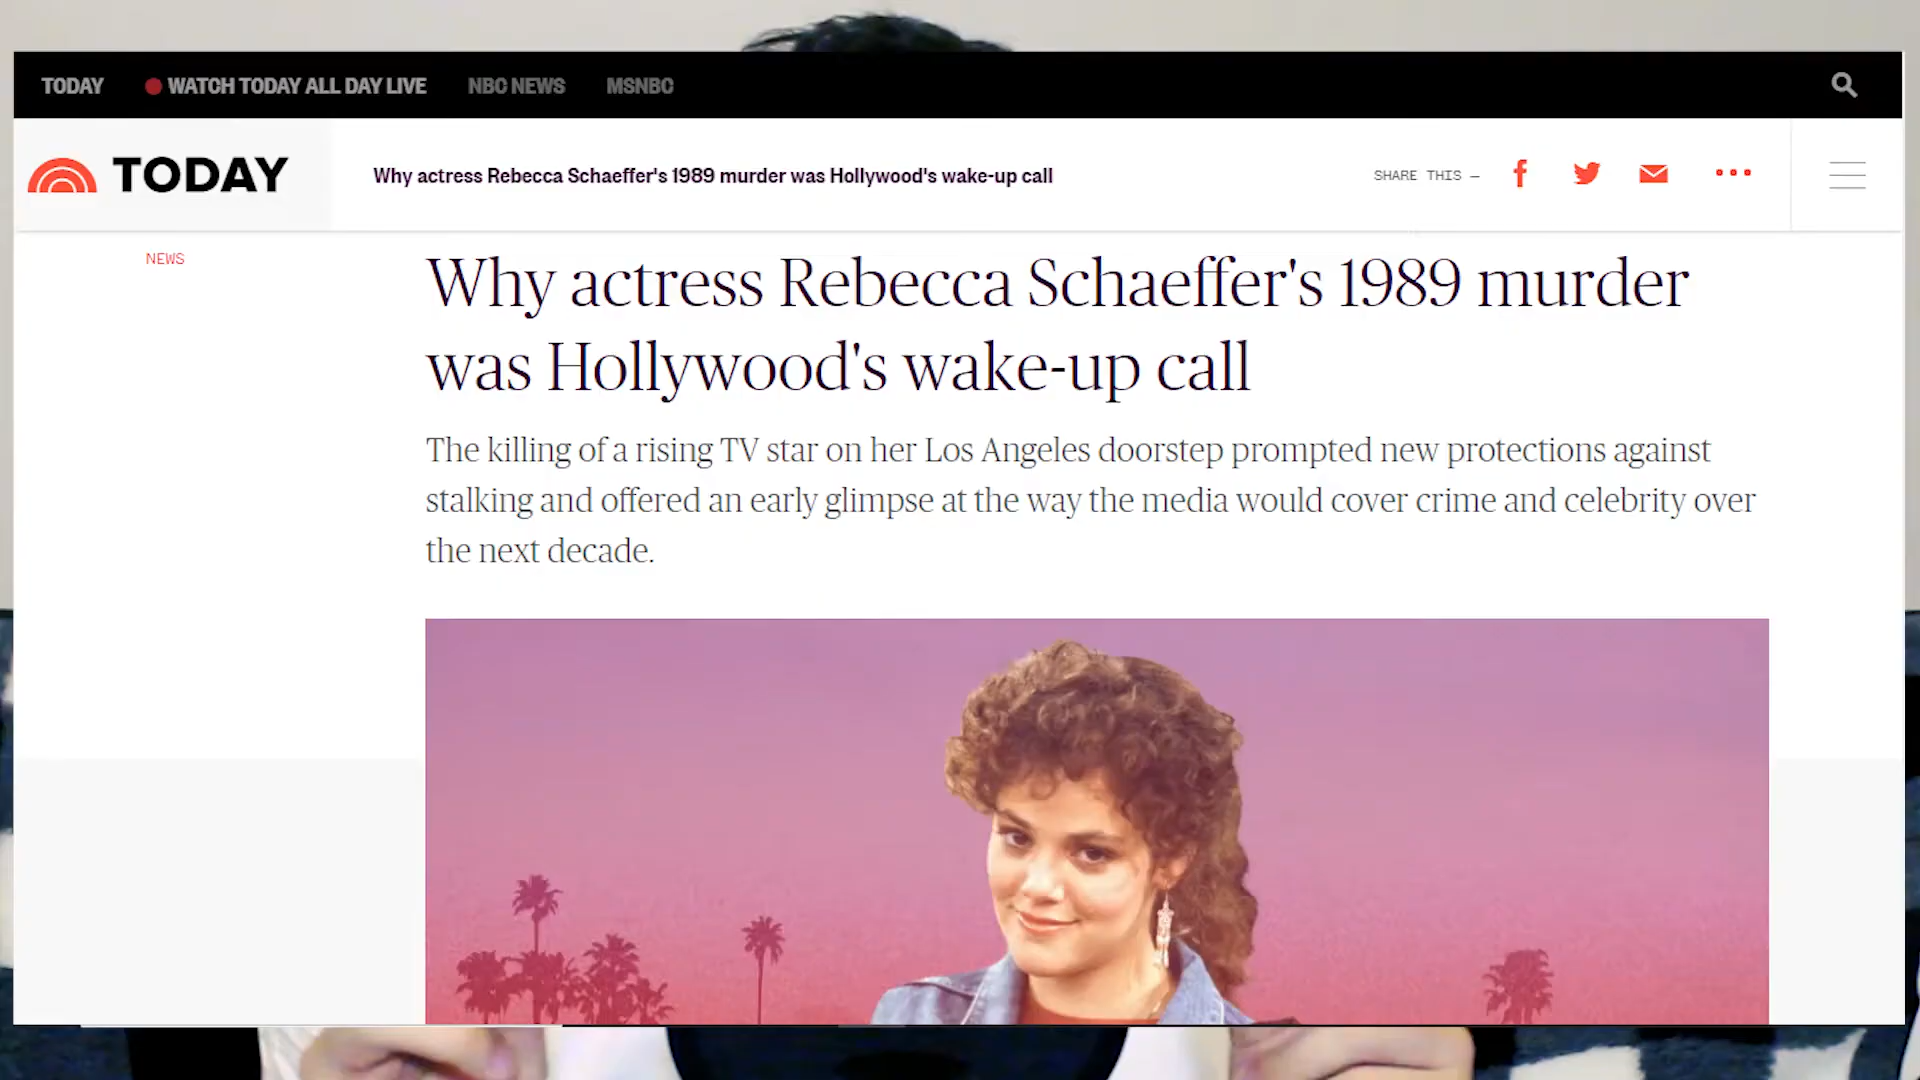 TODAY WATCH TODAY ALL DAY LIVE NBC NEWS MSNBC
TODAY Why actress Rebecca Schaeffer's 1989 murder was Hollywood's wake-up call SHARE THIS —
NEWS
Why actress Rebecca Schaeffer's 1989 murder
was Hollywood's wake-up call
The killing of a rising TV star on her Los Angeles doorstep prompted new protections against
stalking and offered an early glimpse at the way the media would cover crime and celebrity over
the next decade.